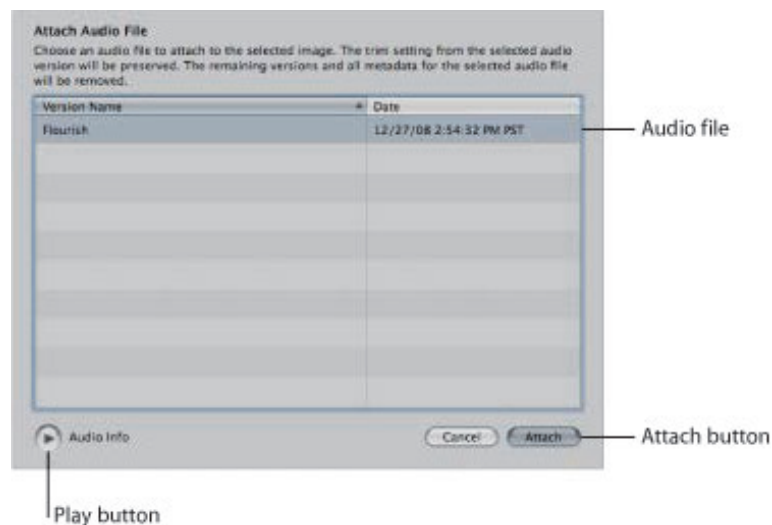 Attach Audio File
Choose an audio file to attach to the selected image. The trim setting from the selected audio
version will be preserved. The remaining versions and all metadata for the selected audio file
will be removed.
Version Name Date
Flourish 12/27/08 2:54:32 PM PST
Audio file
Audio Info Cancel Attach
Attach button
Play button